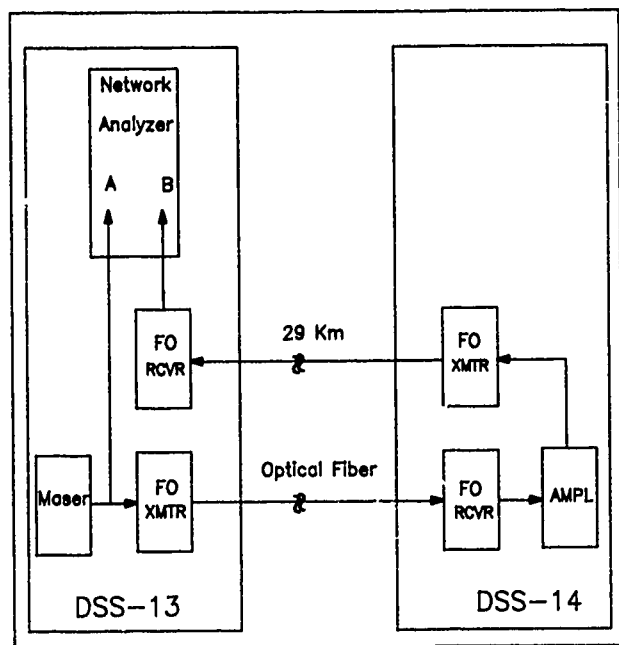 Network
Analyzer
A B
FO
RCVR
29 Km
FO
XMTR
Maser
FO
XMTR
Optical Fiber
FO
RCVR
AMPL
DSS-13
DSS-14